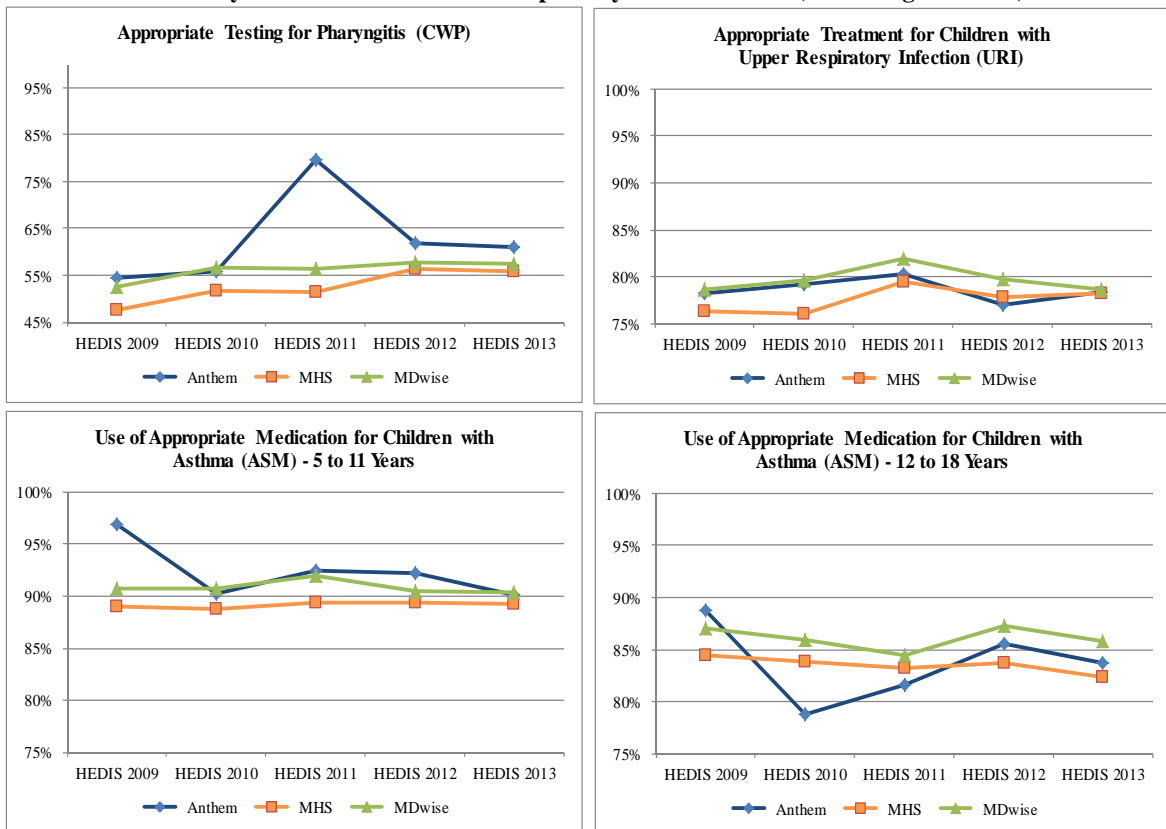 Appropriate Testing for Pharyngitis (CWP)
95%
85%
75%
65%
55%
45%
HEDIS 2009 HEDIS 2010 HEDIS 2011 HEDIS 2012 HEDIS 2013
Anthem MHS MDwise
Appropriate Treatment for Children with
Upper Respiratory Infection (URI)
100%
95%
90%
85%
80%
75%
HEDIS 2009 HEDIS 2010 HEDIS 2011 HEDIS 2012 HEDIS 2013
Anthem MHS MDwise
Use of Appropriate Medication for Children with
Asthma (ASM) - 5 to 11 Years
100%
95%
90%
85%
80%
75%
HEDIS 2009 HEDIS 2010 HEDIS 2011 HEDIS 2012 HEDIS 2013
Anthem MHS MDwise
Use of Appropriate Medication for Children with
Asthma (ASM) - 12 to 18 Years
100%
95%
90%
85%
80%
75%
HEDIS 2009 HEDIS 2010 HEDIS 2011 HEDIS 2012 HEDIS 2013
Anthem MHS MDwise